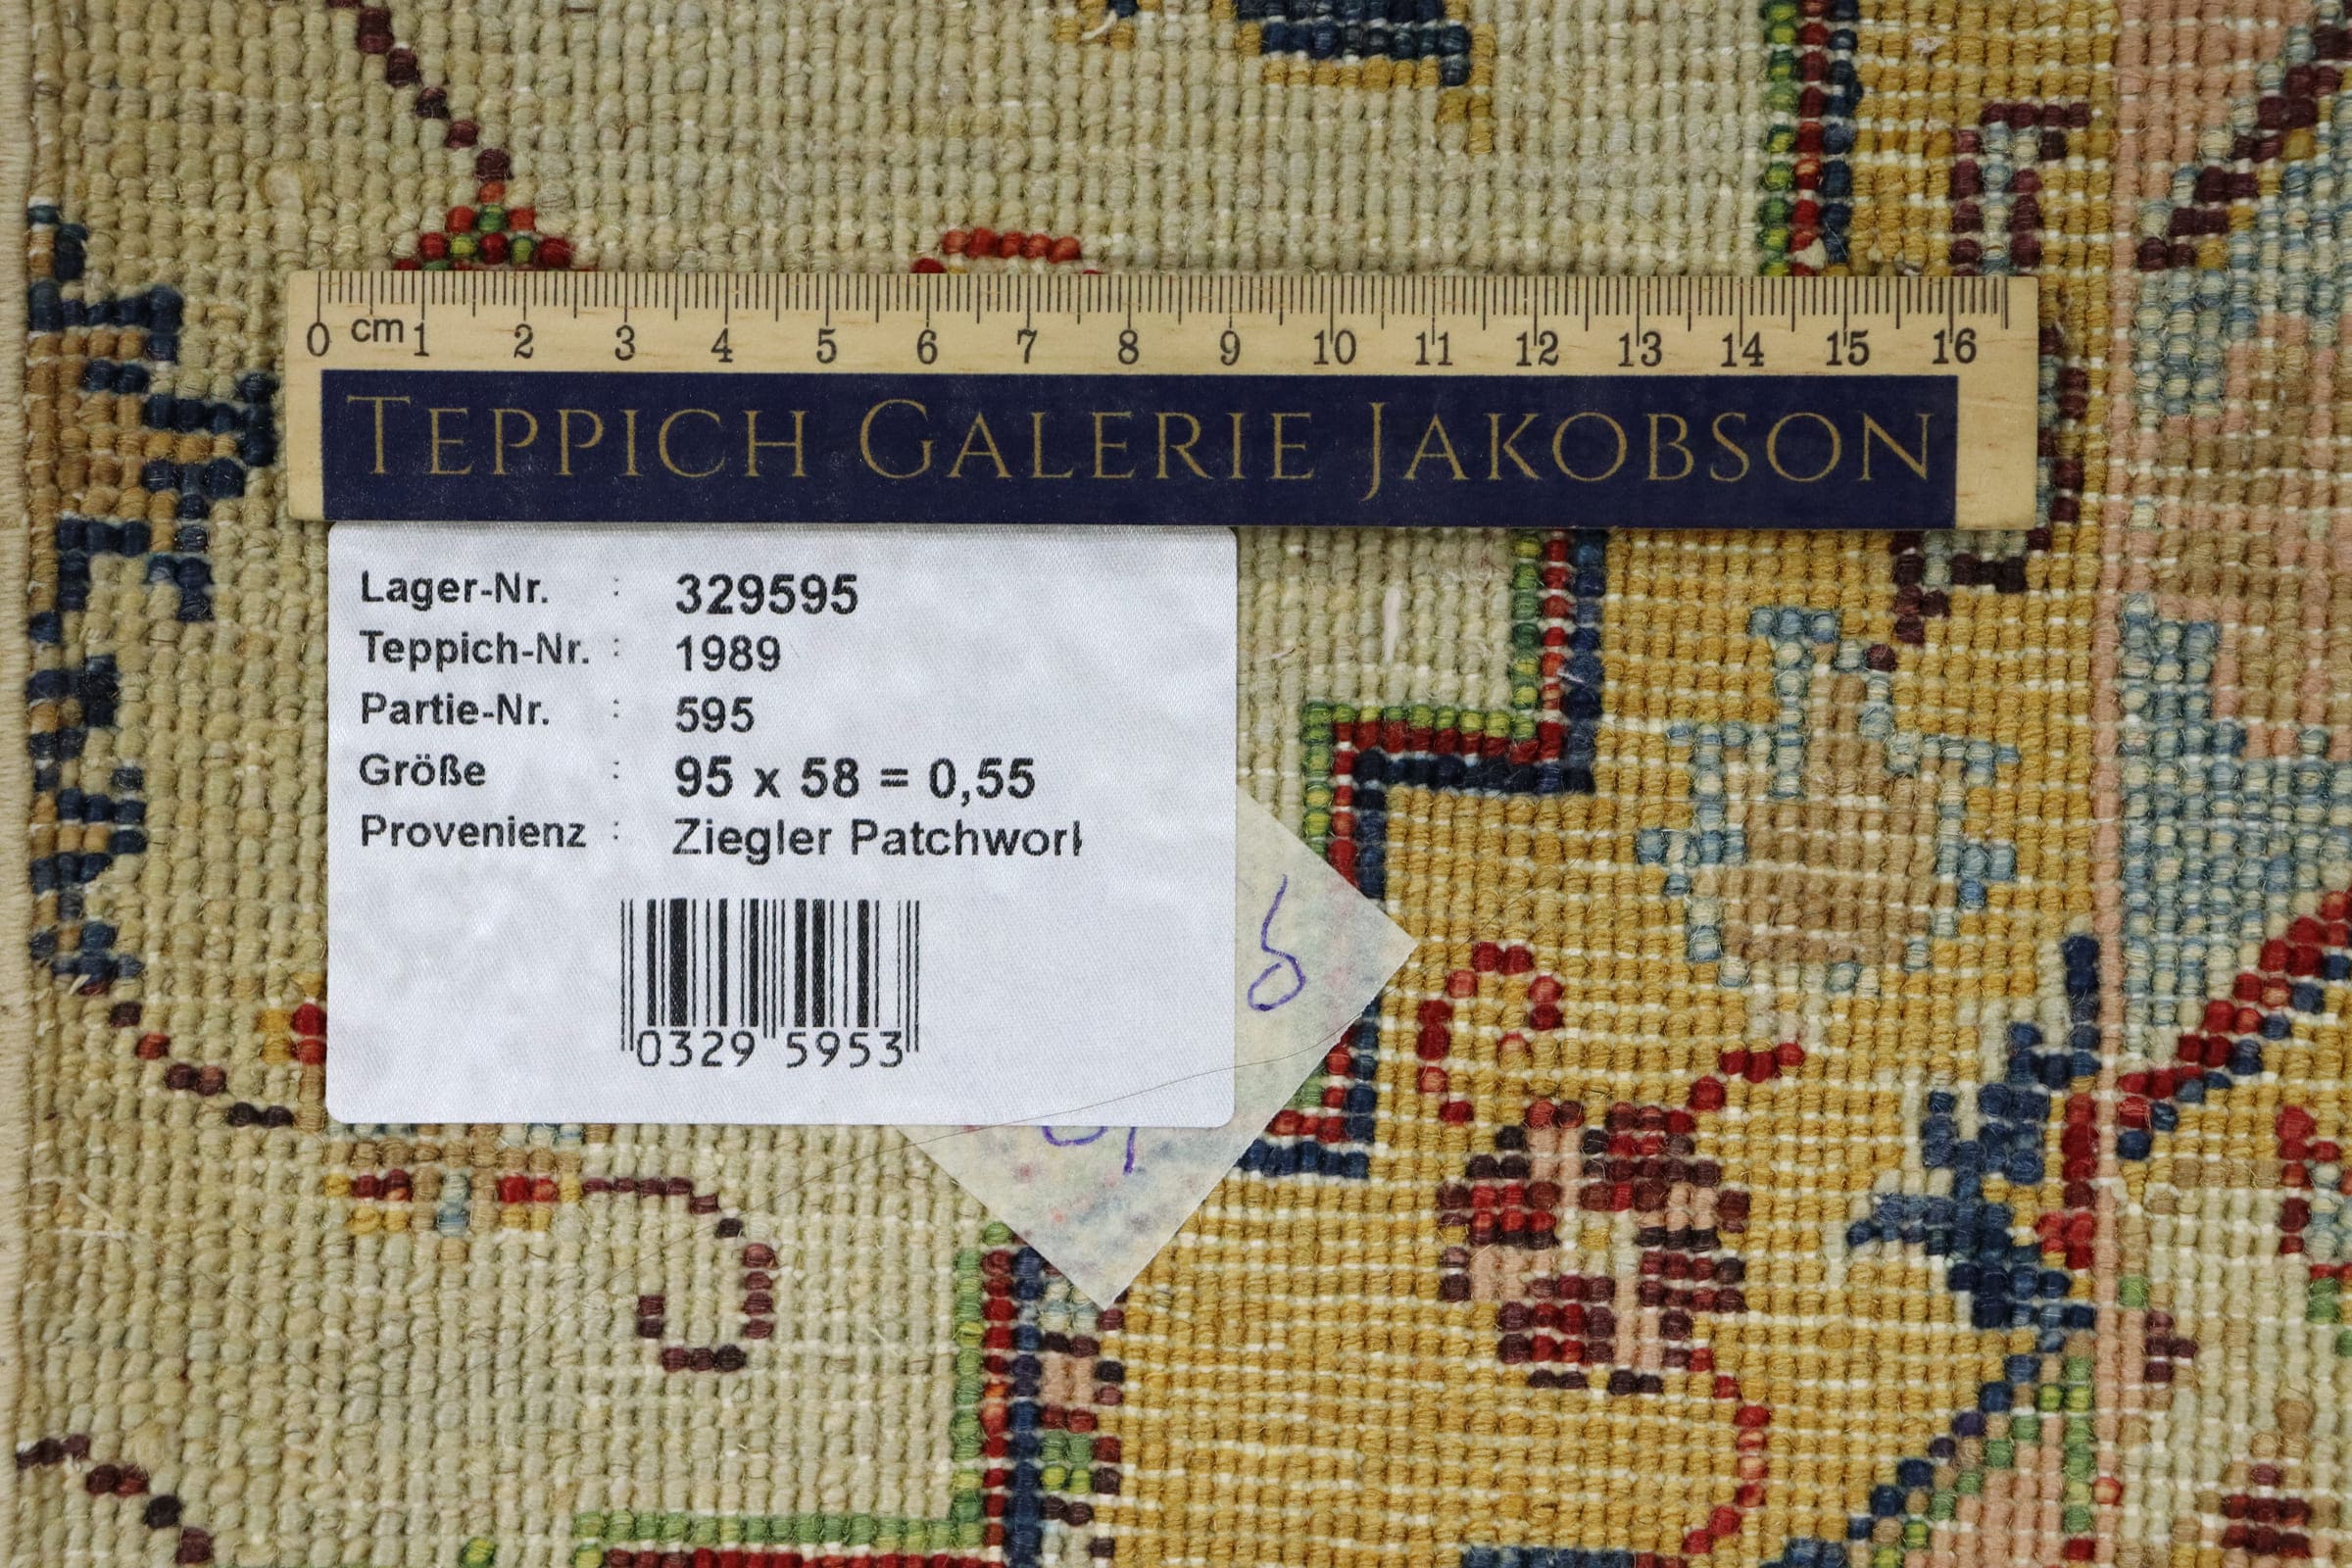 0 cm 1 2 3 4 5 6 7 8 9 10 11 12 13 14 15 16
TEPPICH GALERIE JAKOBSON
Lager-Nr. : 329595
Teppich-Nr. : 1989
Partie-Nr. : 595
Größe : 95 x 58 = 0,55
Provenienz : Ziegler Patchworl
0329 5953